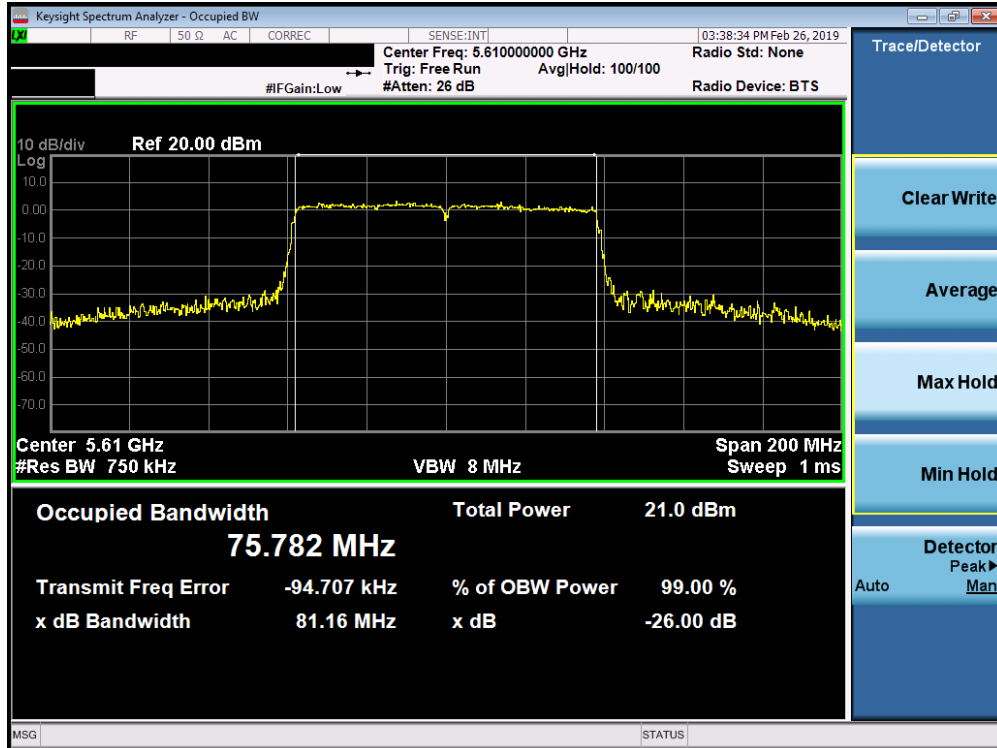 Keysight Spectrum Analyzer - Occupied BW
LXI RF 50 Ω AC CORREC SENSE:INT 03:38:34 PM Feb 26, 2019
Center Freq: 5.610000000 GHz Radio Std: None
Trig: Free Run Avg|Hold: 100/100
#IFGain:Low #Atten: 26 dB Radio Device: BTS
10 dB/div Ref 20.00 dBm
Log
10.0
0.00
-10.0
-20.0
-30.0
-40.0
-50.0
-60.0
-70.0
Center 5.61 GHz Span 200 MHz
#Res BW 750 kHz VBW 8 MHz Sweep 1 ms
Occupied Bandwidth Total Power 21.0 dBm
75.782 MHz
Transmit Freq Error -94.707 kHz % of OBW Power 99.00 %
x dB Bandwidth 81.16 MHz x dB -26.00 dB
Trace/Detector
Clear Write
Average
Max Hold
Min Hold
Detector
Peak▶
Auto Man
MSG STATUS